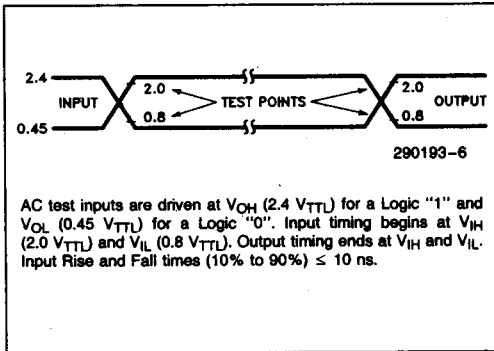 2.4
2.0
2.0
INPUT
TEST POINTS
OUTPUT
0.8
0.8
0.45
290193-6
AC test inputs are driven at VOH (2.4 VTTL) for a Logic "1" and
VOL (0.45 VTTL) for a Logic "0". Input timing begins at VIH
(2.0 VTTL) and VIL (0.8 VTTL). Output timing ends at VIH and VIL.
Input Rise and Fall times (10% to 90%) ≤ 10 ns.